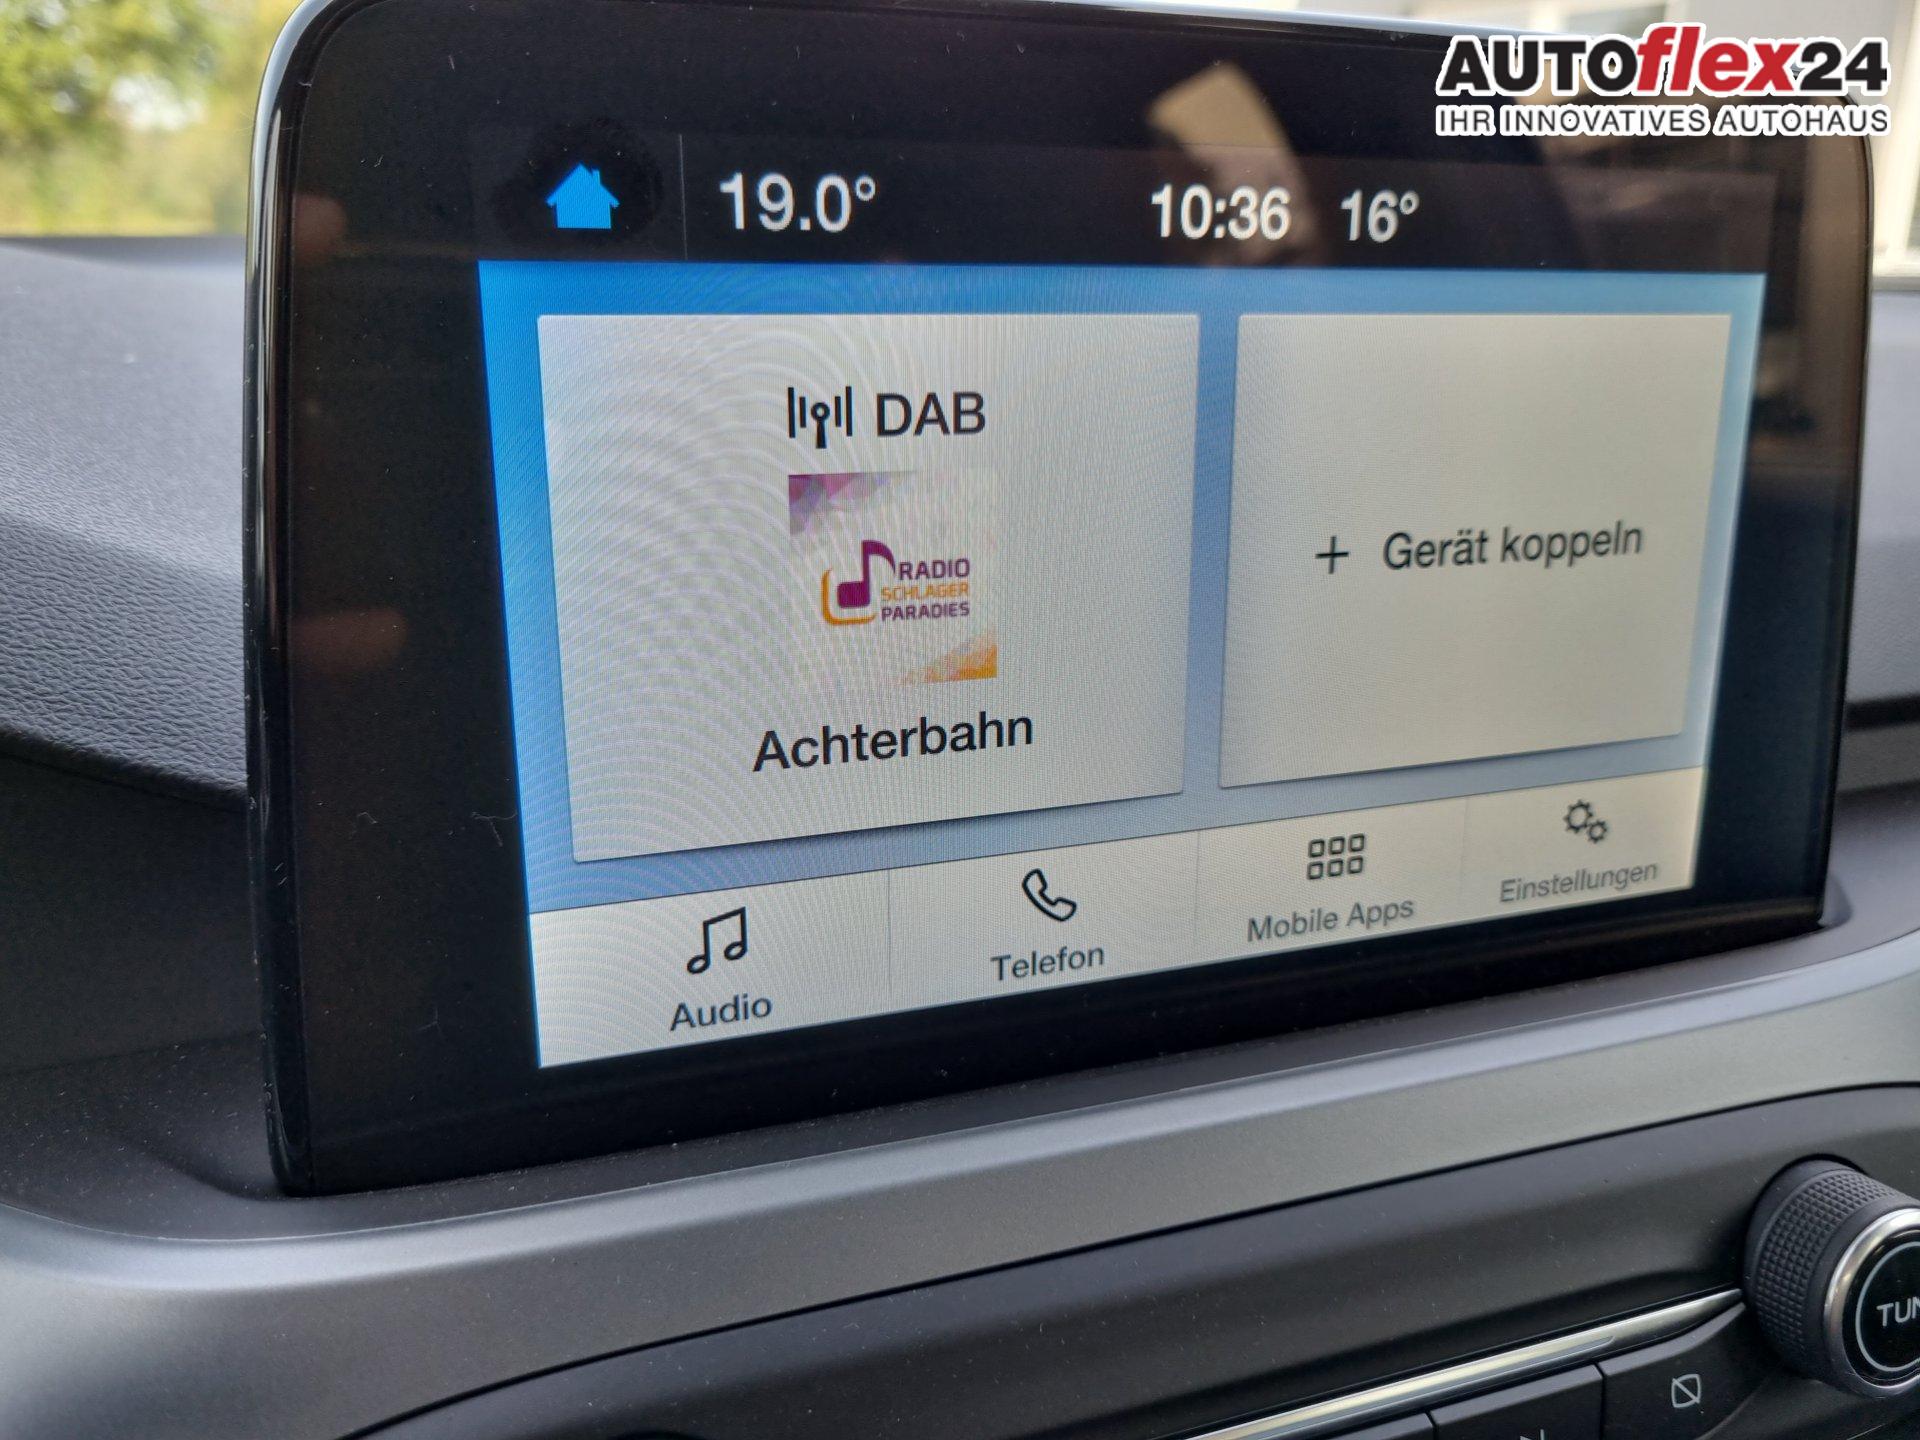 AUTOflex24
IHR INNOVATIVES AUTOHAUS
19.0° 10:36 16°
DAB
RADIO
SCHLAGER
PARADIES
Achterbahn
+ Gerät koppeln
Audio
Telefon
Mobile Apps
Einstellungen
TUN